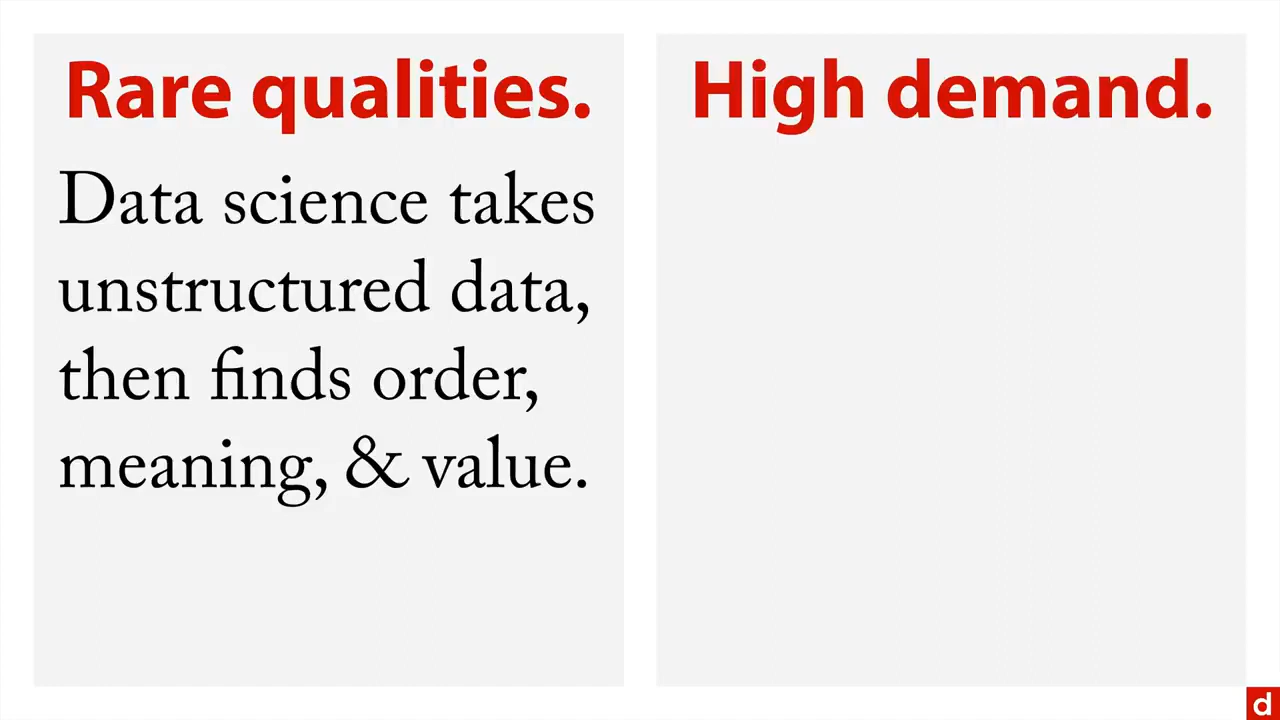 Rare qualities.
Data science takes
unstructured data,
then finds order,
meaning, & value.
High demand.
d